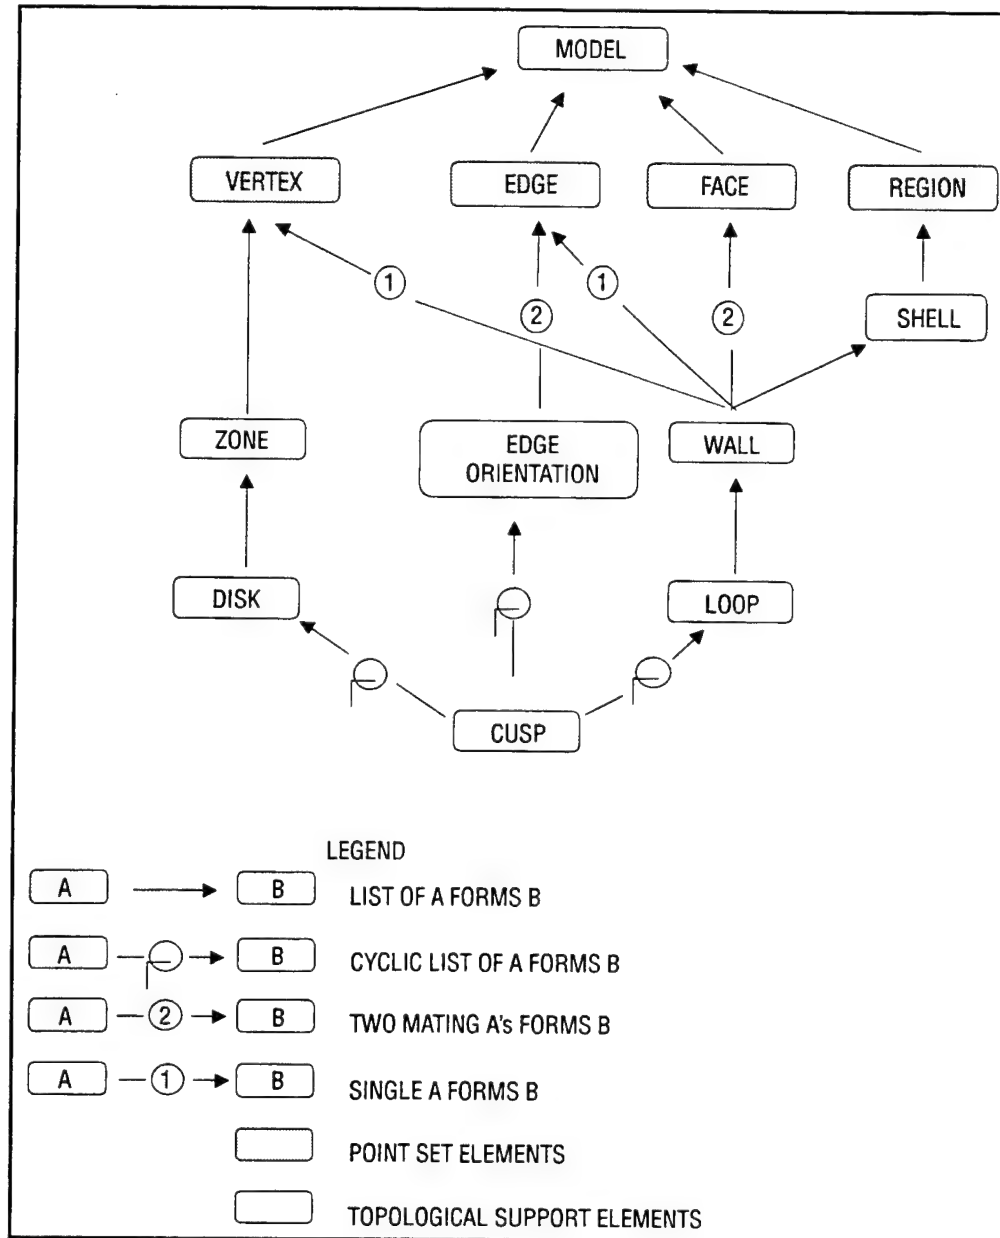 MODEL
VERTEX
EDGE
FACE
REGION
1
1
2
2
SHELL
ZONE
EDGE
ORIENTATION
WALL
DISK
LOOP
CUSP
LEGEND
A B LIST OF A FORMS B
A B CYCLIC LIST OF A FORMS B
A 2 B TWO MATING A's FORMS B
A 1 B SINGLE A FORMS B
POINT SET ELEMENTS
TOPOLOGICAL SUPPORT ELEMENTS